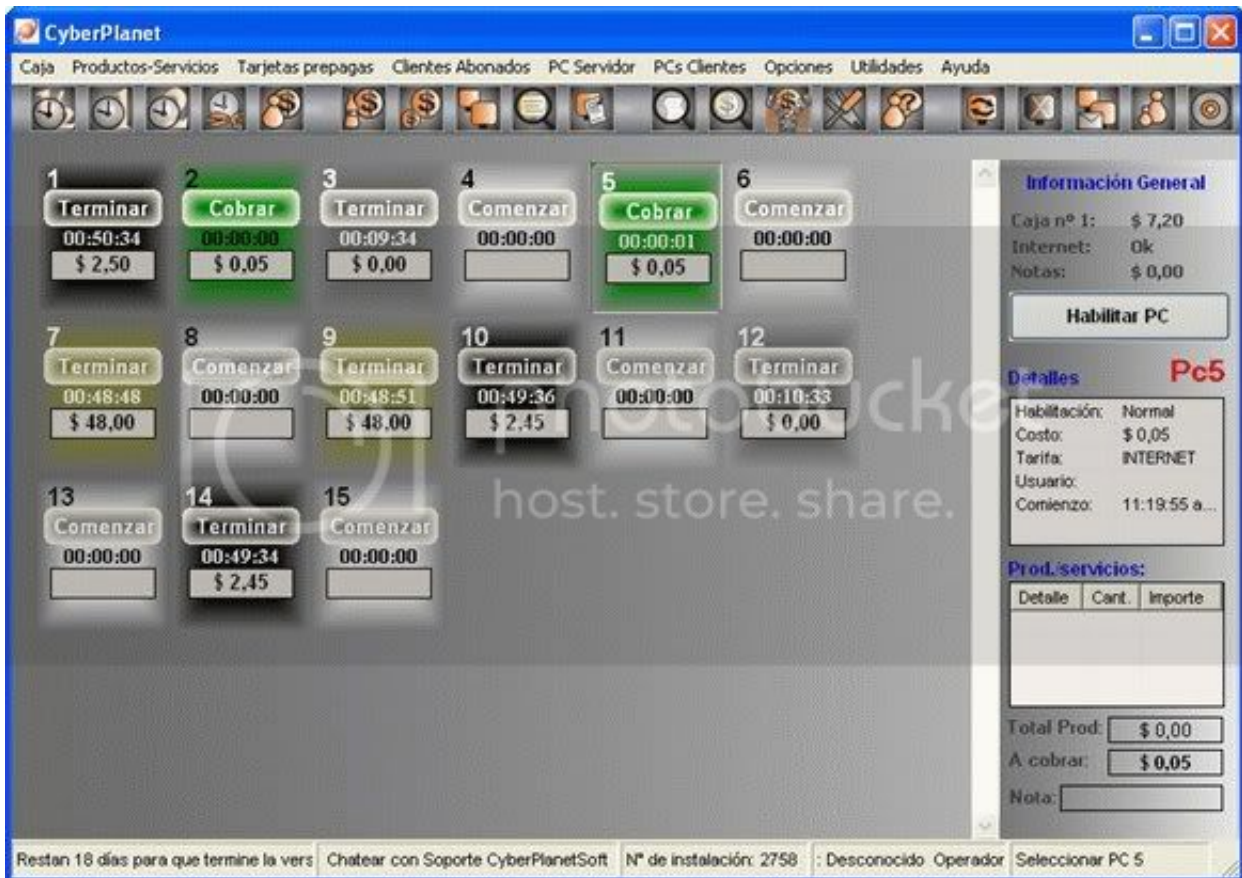 CyberPlanet
Caja Productos-Servicios Tarjetas prepagas Clientes Abonados PC Servidor PCs Clientes Opciones Utilidades Ayuda
1 2 3 4 5 6
Terminar Cobrar Terminar Comenzar Cobrar Comenzar
00:50:34 00:00:00 00:09:34 00:00:00 00:00:01 00:00:00
$ 2,50 $ 0,05 $ 0,00 $ 0,05
7 8 9 10 11 12
Terminar Comenzar Terminar Terminar Comenzar Terminar
00:48:48 00:00:00 00:48:51 00:49:36 00:00:00 00:10:33
$ 48,00 $ 48,00 $ 2,45 $ 0,00
13 14 15
Comenzar Terminar Comenzar
00:00:00 00:49:34 00:00:00
$ 2,45
photobucket
host. store. share.
Información General
Caja nº 1: $ 7,20
Internet: Ok
Notas: $ 0,00
Habilitar PC
Detalles Pc5
Habilitación: Normal
Costo: $ 0,05
Tarifa: INTERNET
Usuario:
Comienzo: 11:19:55 a...
Prod./servicios:
Detalle Cant. Importe
Total Prod: $ 0,00
A cobrar: $ 0,05
Nota:
Restan 18 días para que termine la vers Chatear con Soporte CyberPlanetSoft Nº de instalación: 2758 : Desconocido Operador Seleccionar PC 5